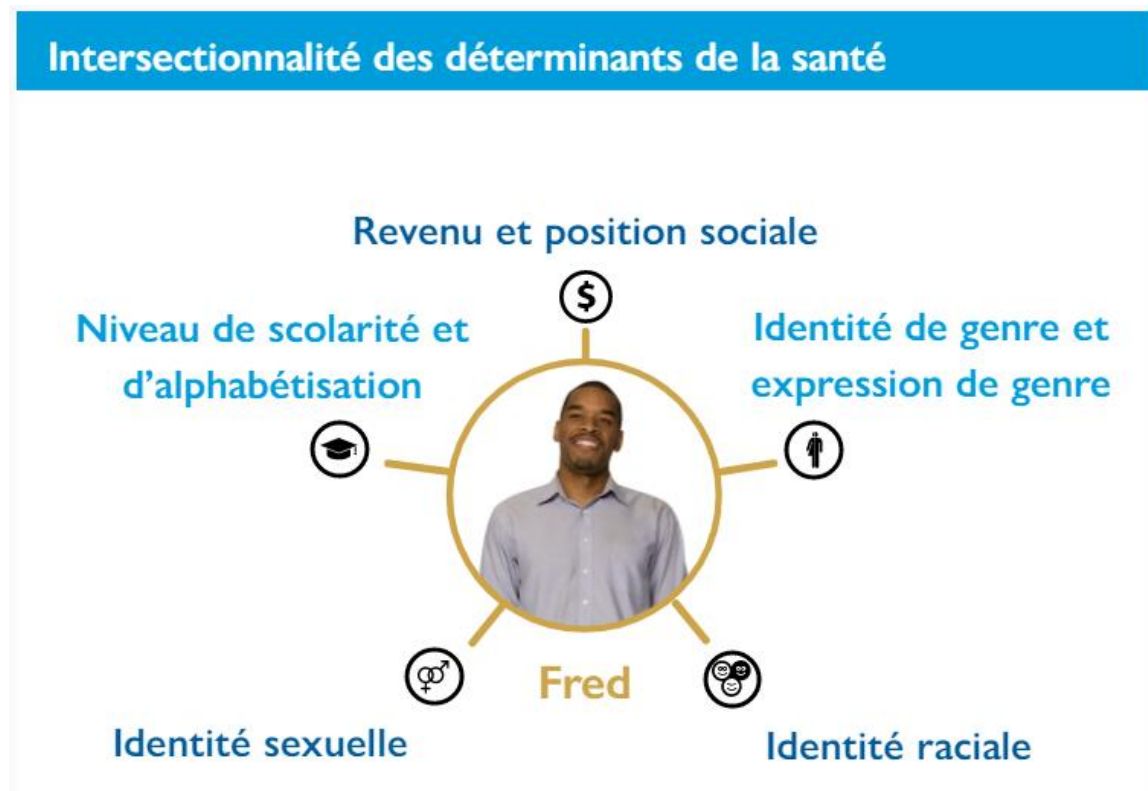 Intersectionnalité des déterminants de la santé
Revenu et position sociale
$
Niveau de scolarité et
d'alphabétisation
Identité de genre et
expression de genre
Fred
Identité sexuelle
Identité raciale